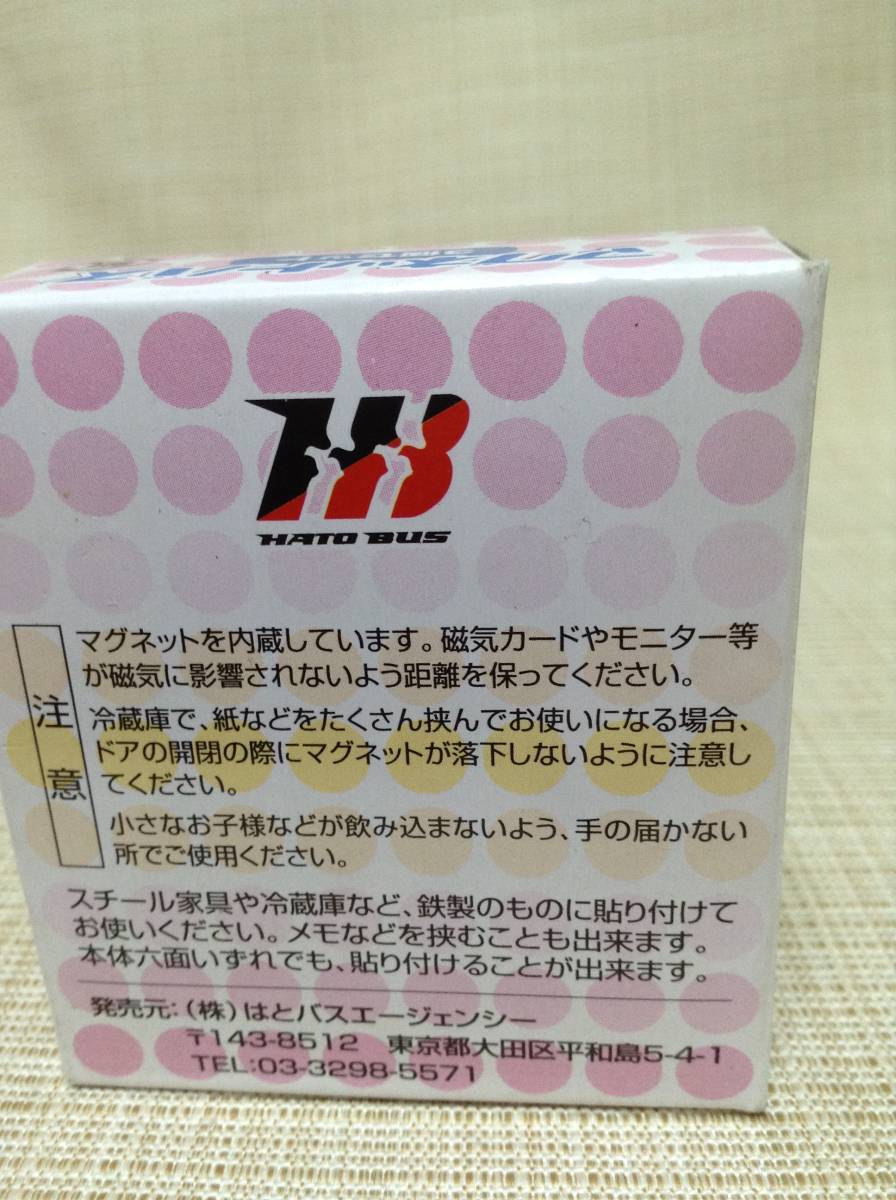 HATO BUS
マグネットを内蔵しています。磁気カードやモニター等
が磁気に影響されないよう距離を保ってください。
注意
冷蔵庫で、紙などをたくさん挟んでお使いになる場合、
ドアの開閉の際にマグネットが落下しないように注意し
てください。
小さなお子様などが飲み込まないよう、手の届かない
所でご使用ください。
スチール家具や冷蔵庫など、鉄製のものに貼り付けて
お使いください。メモなどを挟むことも出来ます。
本体六面いずれでも、貼り付けることが出来ます。
発売元:(株)はとバスエージェンシー
〒143-8512 東京都大田区平和島5-4-1
TEL:03-3298-5571